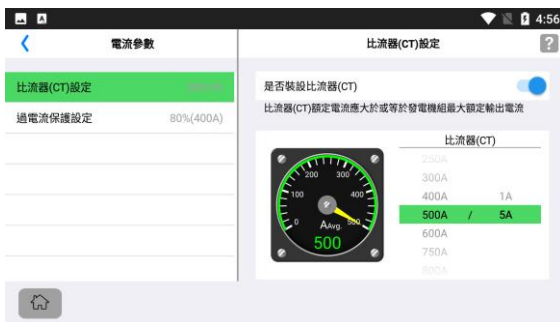 A
4:56
電流參數
比流器(CT)設定
?
比流器(CT)設定
過電流保護設定 80%(400A)
是否裝設比流器(CT)
比流器(CT)額定電流應大於或等於發電機組最大額定輸出電流
0 100 200 300 400 500
AAvg.
500
比流器(CT)
250A
300A
400A 1A
500A / 5A
600A
750A
800A